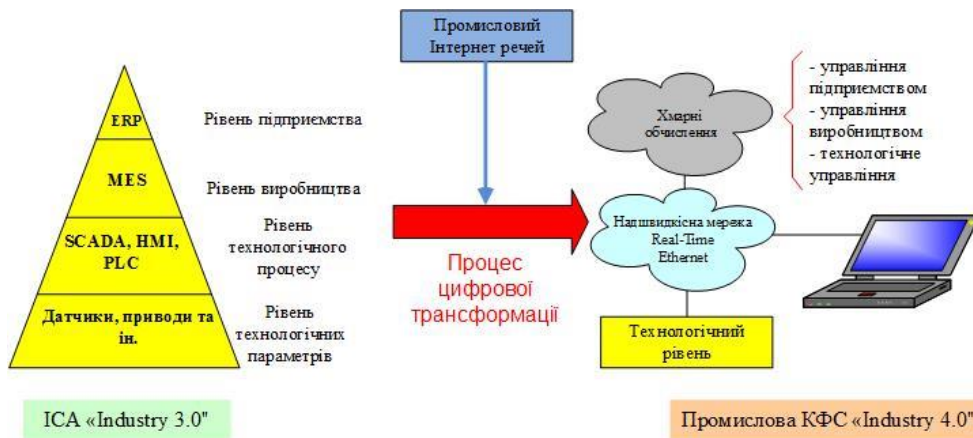 Промисловий
Інтернет речей
ERP
Рівень підприємства
MES
Рівень виробництва
SCADA, HMI,
PLC
Рівень
технологічного
процесу
Датчики, приводи та
ін.
Рівень
технологічних
параметрів
Процес
цифрової
трансформації
Хмарні
обчислення
- управління
підприємством
- управління
виробництвом
- технологічне
управління
Надшвидкісна мережа
Real-Time
Ethernet
Технологічний
рівень
ІСА «Industry 3.0"
Промислова КФС «Industry 4.0"